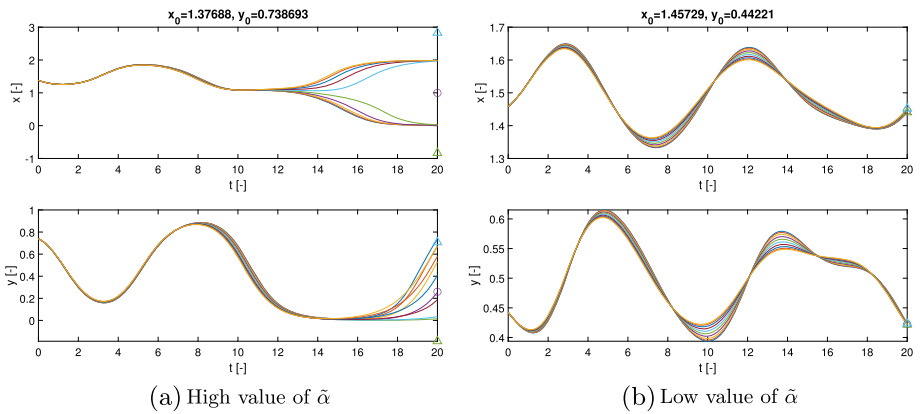 x_0=1.37688, y_0=0.738693
3
2
1
0
-1
x [-]
0 2 4 6 8 10 12 14 16 18 20
t [-]
1
0.8
0.6
0.4
0.2
0
y [-]
0 2 4 6 8 10 12 14 16 18 20
t [-]
(a) High value of α̃
x_0=1.45729, y_0=0.44221
1.7
1.6
1.5
1.4
1.3
x [-]
0 2 4 6 8 10 12 14 16 18 20
t [-]
0.6
0.55
0.5
0.45
0.4
y [-]
0 2 4 6 8 10 12 14 16 18 20
t [-]
(b) Low value of α̃